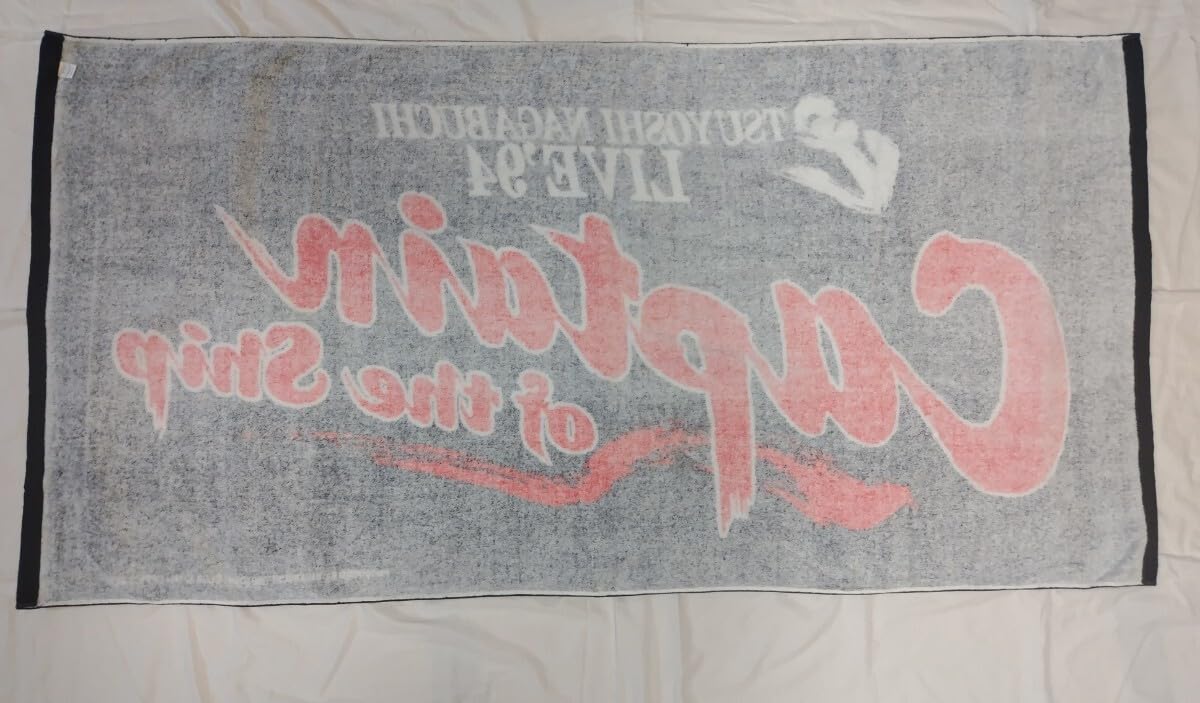 TSUYOSHI NAGABUCHI
LIVE '94
Captain
of the Ship